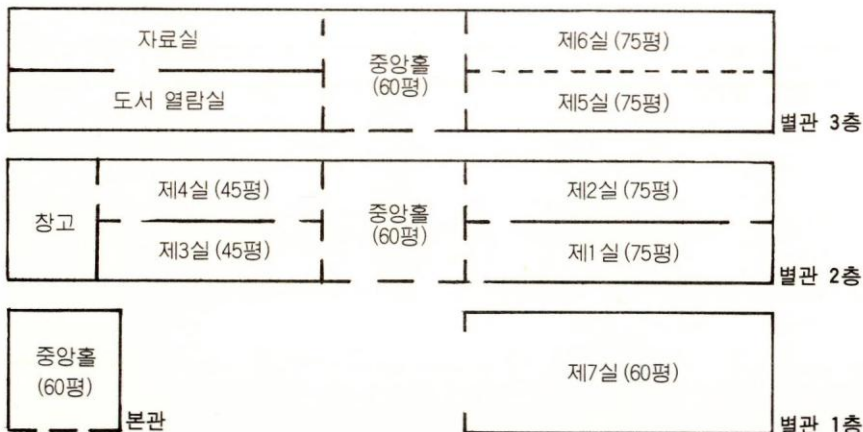 자료실
중앙홀
(60평)
제6실(75평)
도서 열람실
제5실(75평)
별관 3층
창고
제4실(45평)
중앙홀
(60평)
제2실(75평)
제3실(45평)
제1실(75평)
별관 2층
중앙홀
(60평)
본관
제7실(60평)
별관 1층